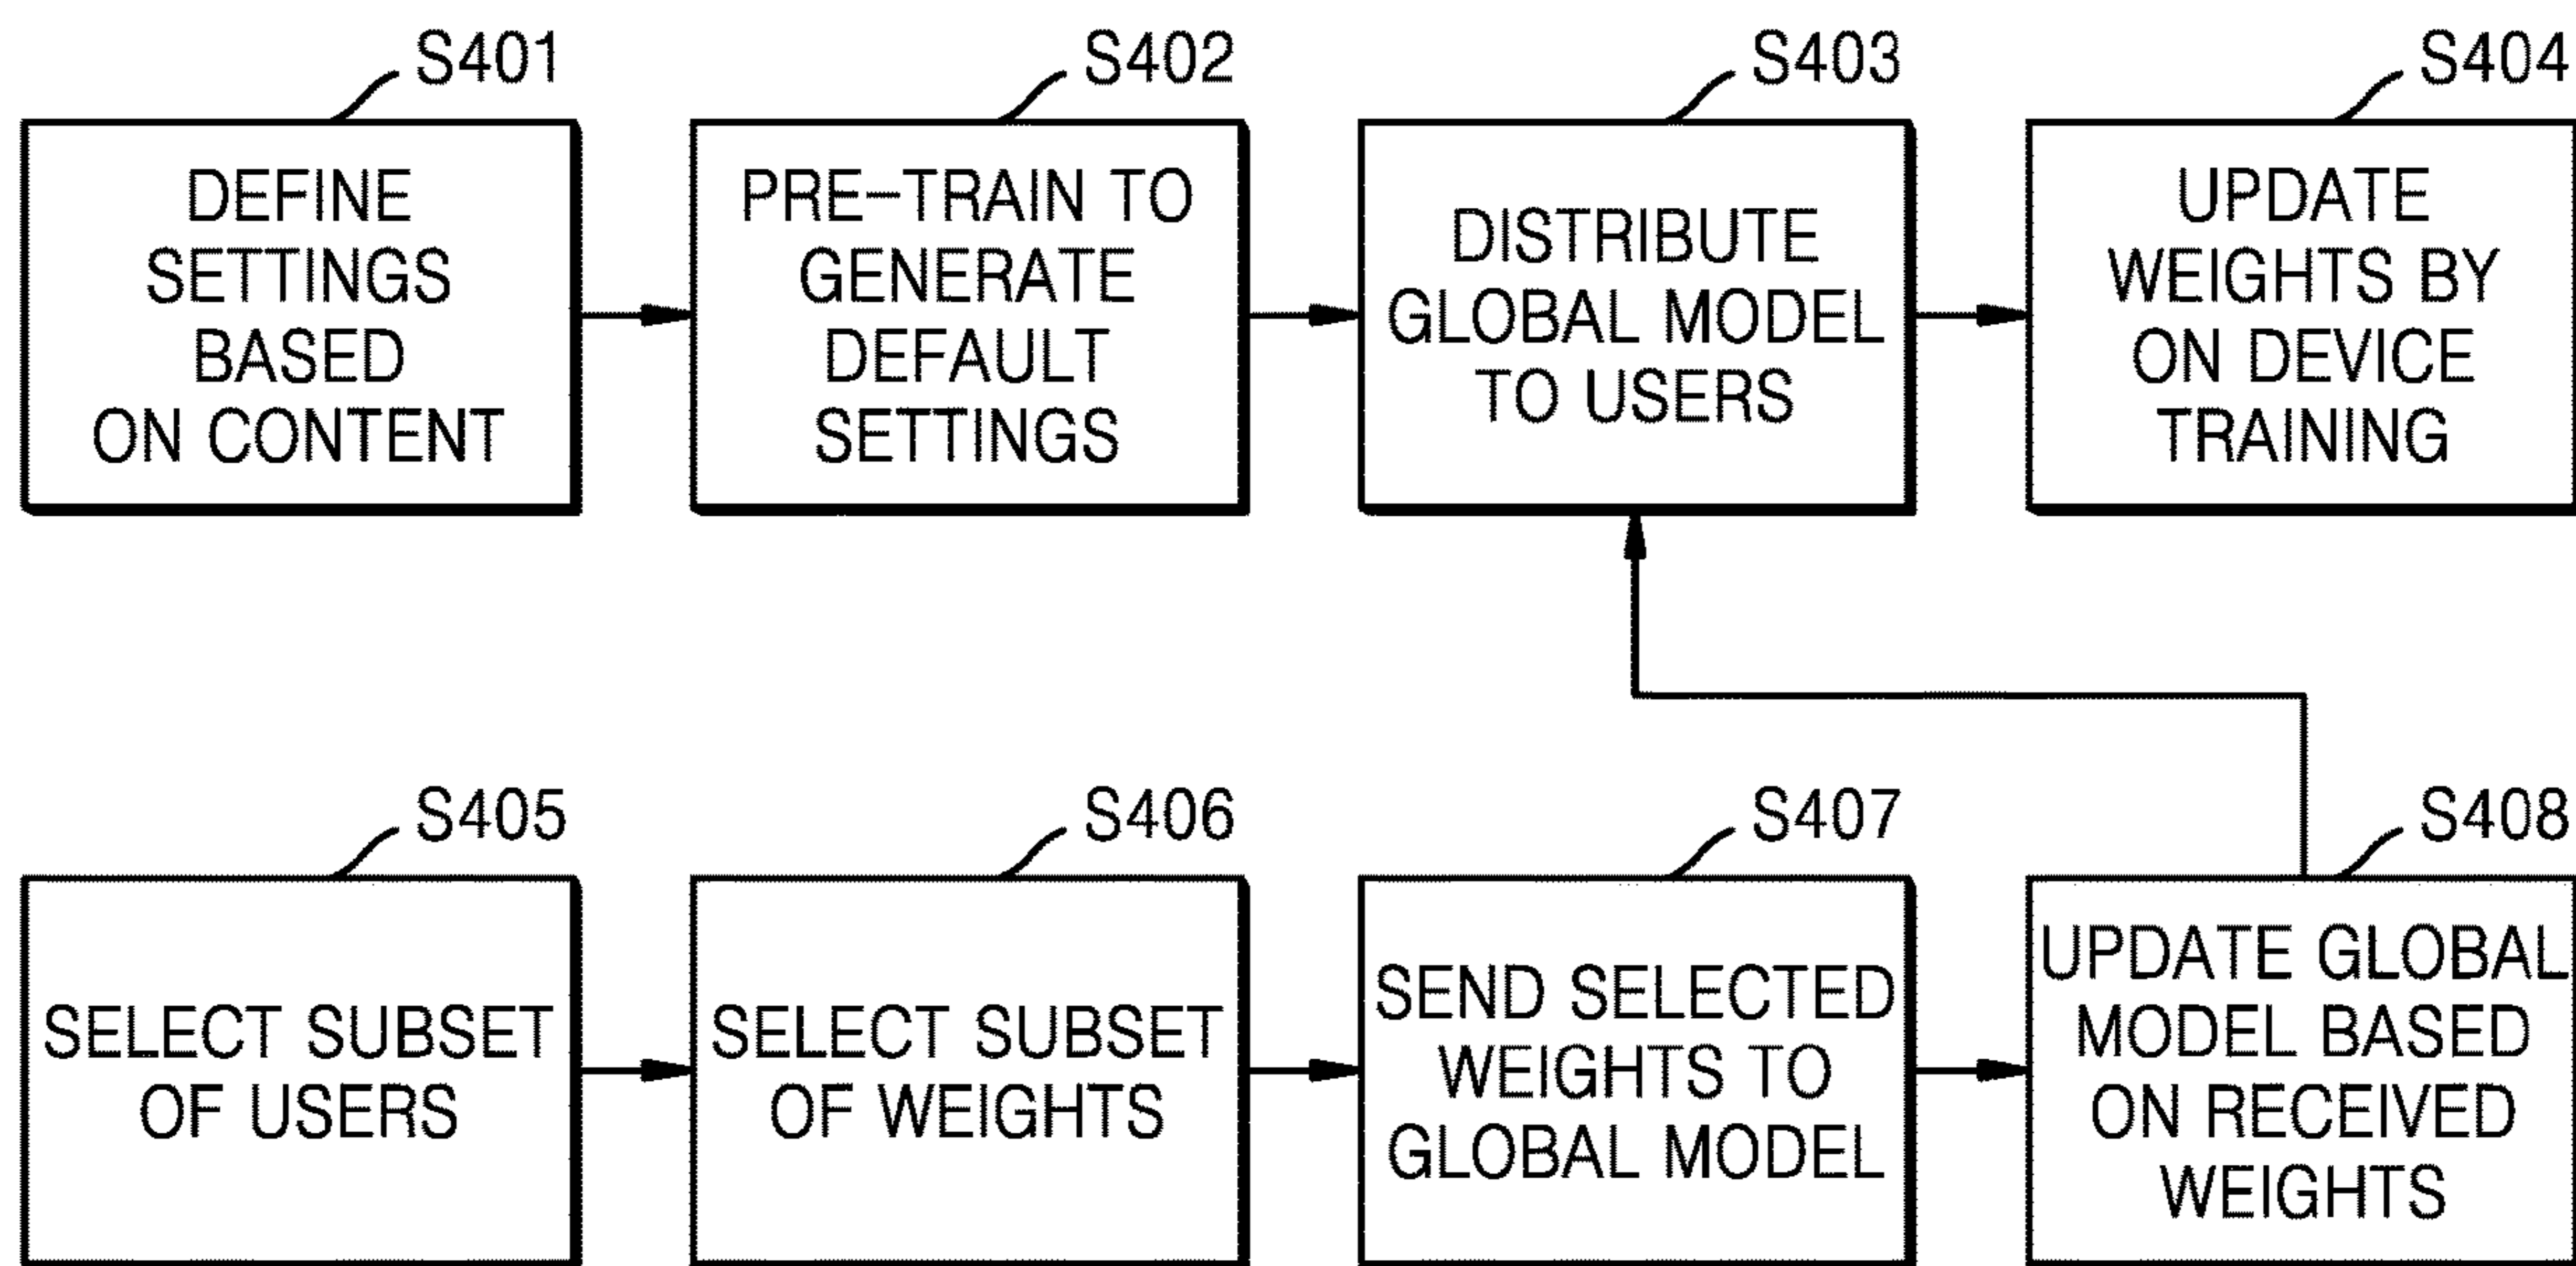 S401
DEFINE
SETTINGS
BASED
ON CONTENT
S402
PRE-TRAIN TO
GENERATE
DEFAULT
SETTINGS
S403
DISTRIBUTE
GLOBAL MODEL
TO USERS
S404
UPDATE
WEIGHTS BY
ON DEVICE
TRAINING
S405
SELECT SUBSET
OF USERS
S406
SELECT SUBSET
OF WEIGHTS
S407
SEND SELECTED
WEIGHTS TO
GLOBAL MODEL
S408
UPDATE GLOBAL
MODEL BASED
ON RECEIVED
WEIGHTS